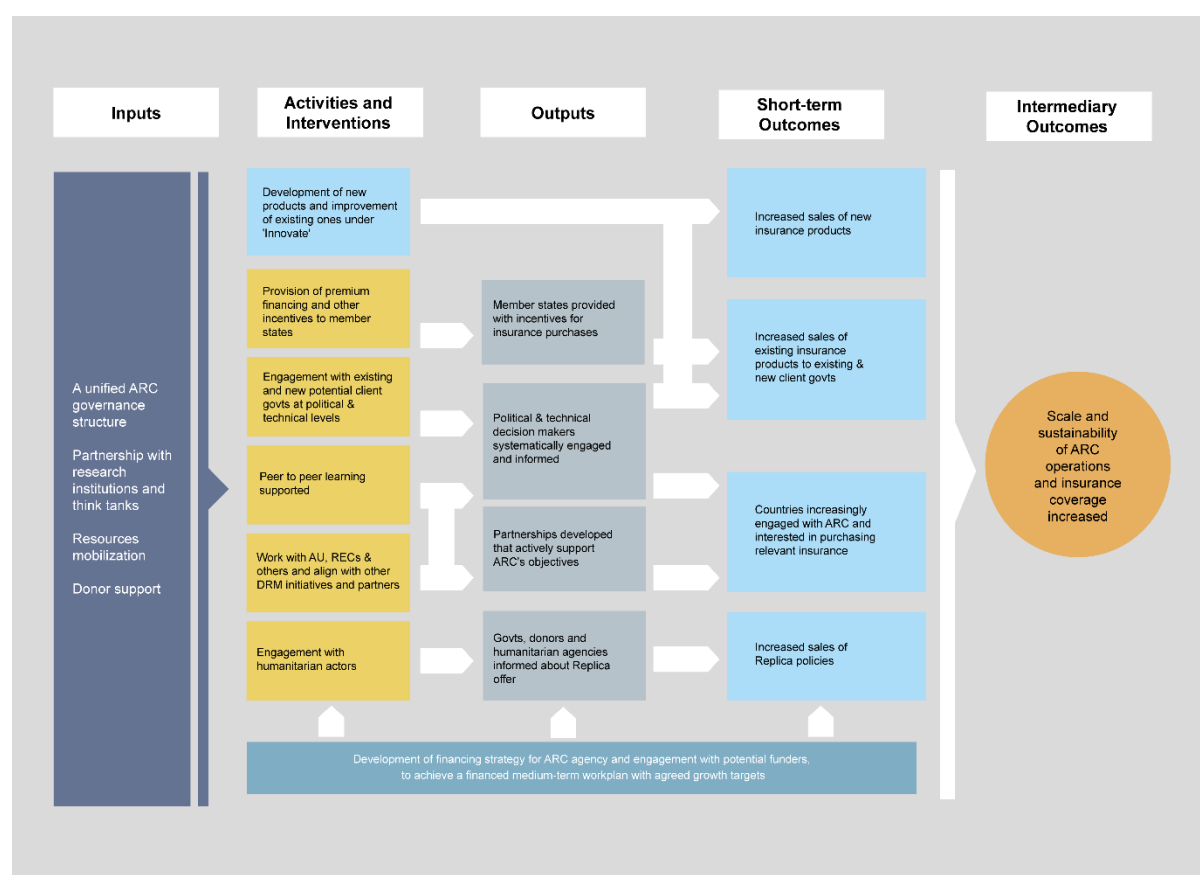 Inputs
Activities and
Interventions
Outputs
Short-term
Outcomes
Intermediary
Outcomes
A unified ARC
governance
structure
Partnership with
research
institutions and
think tanks
Resources
mobilization
Donor support
Development of new
products and improvement
of existing ones under
'Innovate'
Provision of premium
financing and other
incentives to member
states
Engagement with existing
and new potential client
govts at political &
technical levels
Peer to peer learning
supported
Work with AU, RECs &
others and align with other
DRM initiatives and partners
Engagement with
humanitarian actors
Member states provided
with incentives for
insurance purchases
Political & technical
decision makers
systematically engaged
and informed
Partnerships developed
that actively support
ARC's objectives
Govts, donors and
humanitarian agencies
informed about Replica
offer
Increased sales of new
insurance products
Increased sales of
existing insurance
products to existing &
new client govts
Countries increasingly
engaged with ARC and
interested in purchasing
relevant insurance
Increased sales of
Replica policies
Scale and
sustainability
of ARC
operations
and insurance
coverage
increased
Development of financing strategy for ARC agency and engagement with potential funders,
to achieve a financed medium-term workplan with agreed growth targets